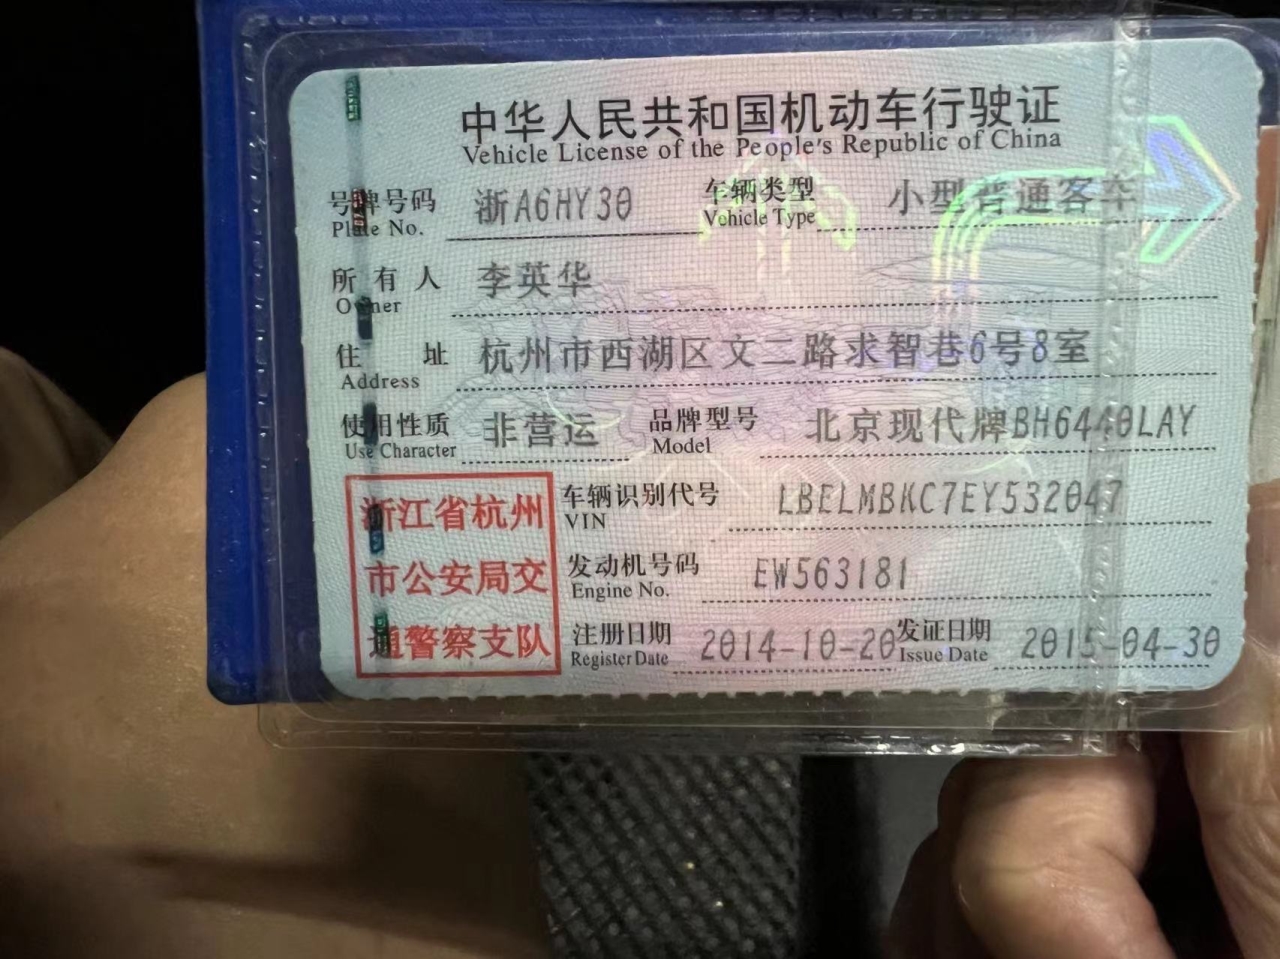 中华人民共和国机动车行驶证
Vehicle License of the People's Republic of China
号牌号码 浙A6HY30 车辆类型 小型普通客车
Plate No. Vehicle Type
所有人 李英华
Owner
住址 杭州市西湖区文二路求智巷6号8室
Address
使用性质 非营运 品牌型号 北京现代牌BH6440LAY
Use Character Model
浙江省杭州
市公安局交
通警察支队
车辆识别代号 LBELMBKC7EY532047
VIN
发动机号码 EW563181
Engine No.
注册日期 2014-10-20 发证日期 2015-04-30
Register Date Issue Date